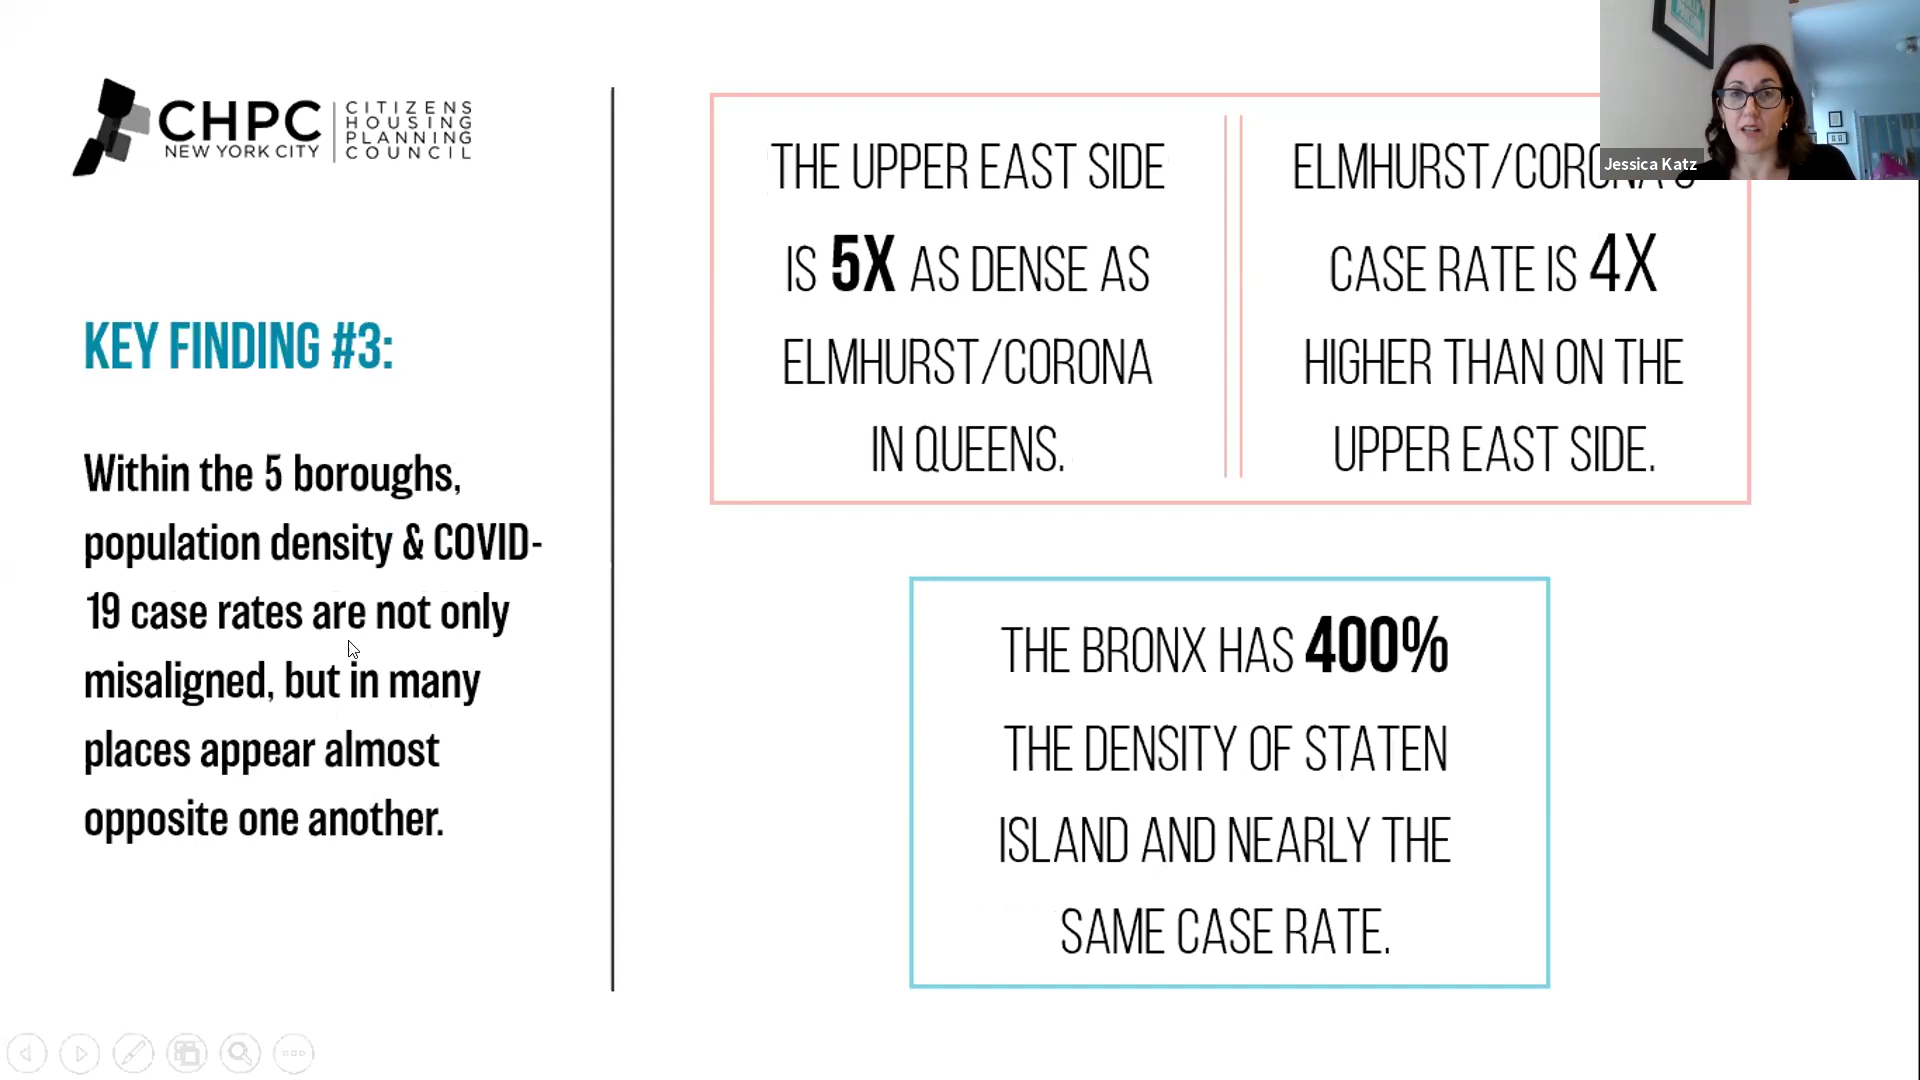 CHPC
NEW YORK CITY
CITIZENS
HOUSING
PLANNING
COUNCIL
KEY FINDING #3:
Within the 5 boroughs,
population density & COVID-
19 case rates are not only
misaligned, but in many
places appear almost
opposite one another.
THE UPPER EAST SIDE
IS 5X AS DENSE AS
ELMHURST/CORONA
IN QUEENS.
ELMHURST/CORONA'S
CASE RATE IS 4X
HIGHER THAN ON THE
UPPER EAST SIDE.
THE BRONX HAS 400%
THE DENSITY OF STATEN
ISLAND AND NEARLY THE
SAME CASE RATE.
Jessica Katz